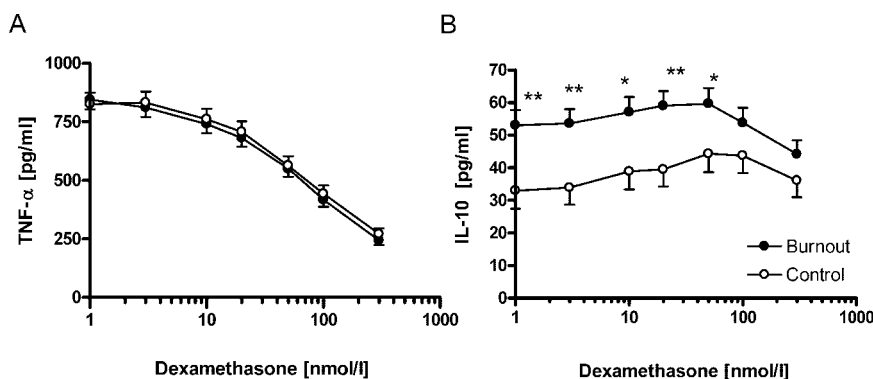 A
1000
750
500
250
0
TNF-α [pg/ml]
1 10 100 1000
Dexamethasone [nmol/l]
B
70
60
50
40
30
20
10
0
IL-10 [pg/ml]
** ** * ** *
Burnout
Control
1 10 100 1000
Dexamethasone [nmol/l]